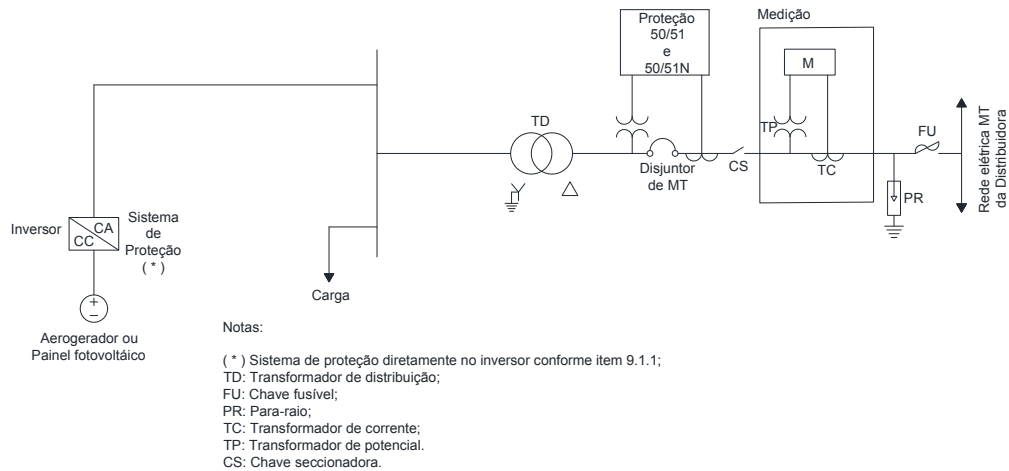 Proteção
50/51
e
50/51N
Medição
M
TD
TP
Disjuntor
de MT
CS
TC
FU
PR
Rede elétrica MT
da Distribuidora
Inversor
CA
CC
Sistema
de
Proteção
( * )
+
−
Aerogerador ou
Painel fotovoltáico
Carga
Notas:
( * ) Sistema de proteção diretamente no inversor conforme item 9.1.1;
TD: Transformador de distribuição;
FU: Chave fusível;
PR: Para-raio;
TC: Transformador de corrente;
TP: Transformador de potencial.
CS: Chave seccionadora.